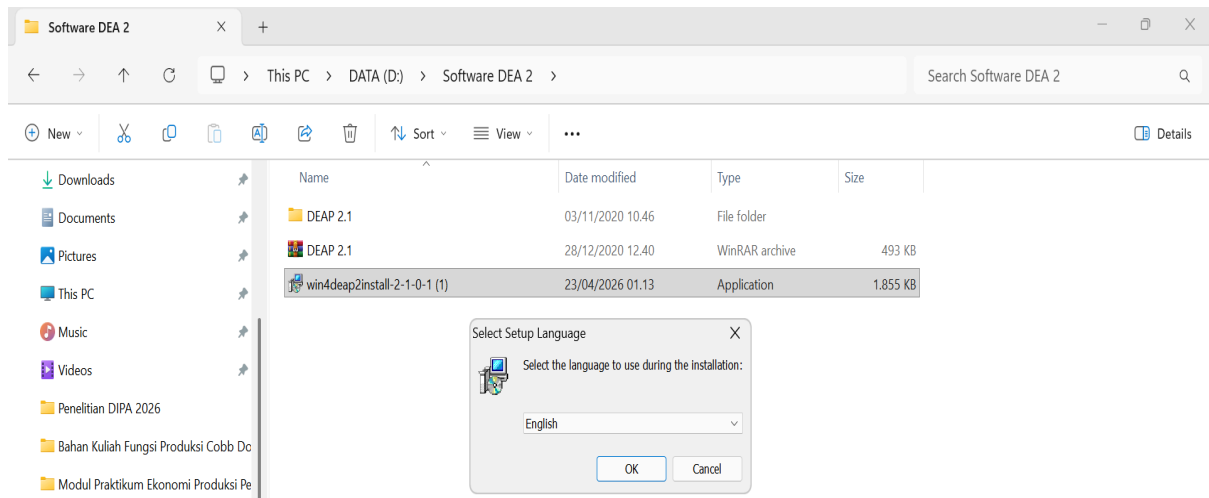 Software DEA 2
This PC > DATA (D:) > Software DEA 2 >
Search Software DEA 2
New
Sort
View
Details
Name Date modified Type Size
DEAP 2.1 03/11/2020 10.46 File folder
DEAP 2.1 28/12/2020 12.40 WinRAR archive 493 KB
win4deap2install-2-1-0-1 (1) 23/04/2026 01.13 Application 1.855 KB
Downloads
Documents
Pictures
This PC
Music
Videos
Penelitian DIPA 2026
Bahan Kuliah Fungsi Produksi Cobb Do
Modul Praktikum Ekonomi Produksi Pe
Select Setup Language
Select the language to use during the installation:
English
OK Cancel